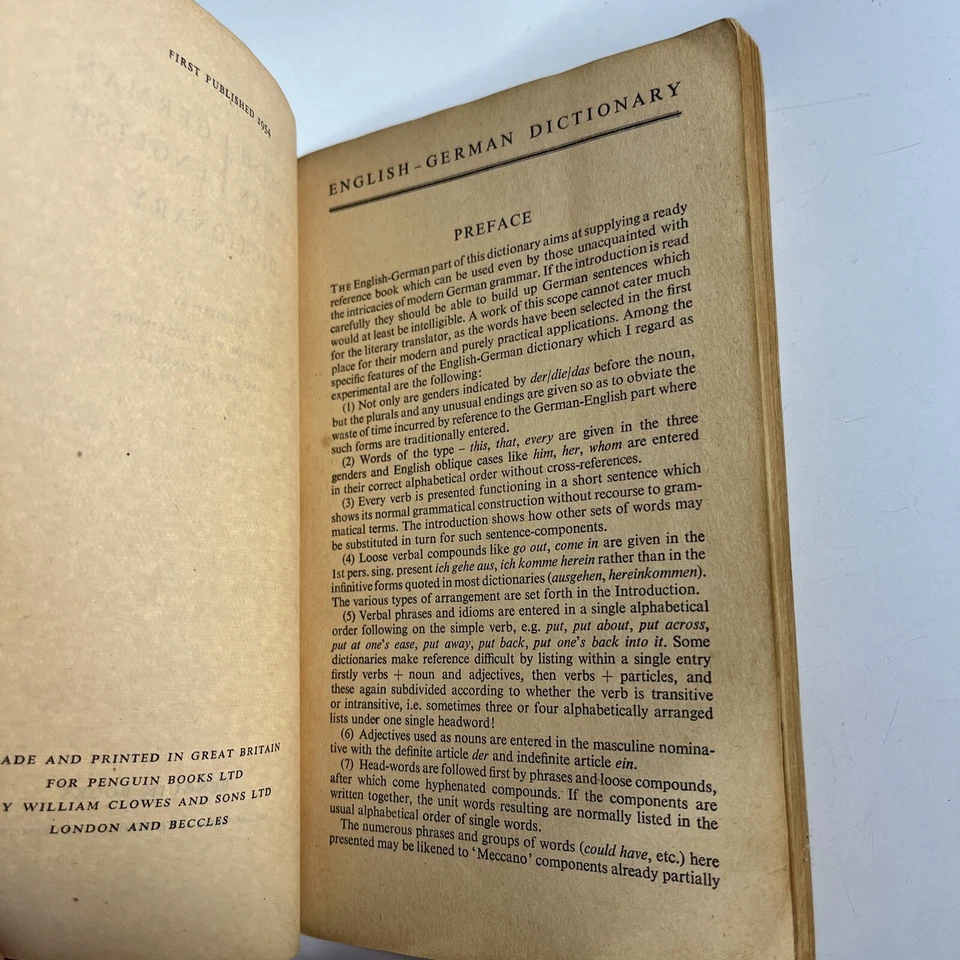 FIRST PUBLISHED 1954
ADE AND PRINTED IN GREAT BRITAIN
FOR PENGUIN BOOKS LTD
Y WILLIAM CLOWES AND SONS LTD
LONDON AND BECCLES
ENGLISH–GERMAN DICTIONARY
PREFACE
THE English-German part of this dictionary aims at supplying a ready
reference book which can be used even by those unacquainted with
the intricacies of modern German grammar. If the introduction is read
carefully they should be able to build up German sentences which
would at least be intelligible. A work of this scope cannot cater much
for the literary translator, as the words have been selected in the first
place for their modern and purely practical applications. Among the
specific features of the English-German dictionary which I regard as
experimental are the following:
(1) Not only are genders indicated by der/die/das before the noun,
but the plurals and any unusual endings are given so as to obviate the
waste of time incurred by reference to the German-English part where
such forms are traditionally entered.
(2) Words of the type – this, that, every are given in the three
genders and English oblique cases like him, her, whom are entered
in their correct alphabetical order without cross-references.
(3) Every verb is presented functioning in a short sentence which
shows its normal grammatical construction without recourse to gram-
matical terms. The introduction shows how other sets of words may
be substituted in turn for such sentence-components.
(4) Loose verbal compounds like go out, come in are given in the
1st pers. sing. present ich gehe aus, ich komme herein rather than in the
infinitive forms quoted in most dictionaries (ausgehen, hereinkommen).
The various types of arrangement are set forth in the Introduction.
(5) Verbal phrases and idioms are entered in a single alphabetical
order following on the simple verb, e.g. put, put about, put across,
put at one's ease, put away, put back, put one's back into it. Some
dictionaries make reference difficult by listing within a single entry
firstly verbs + noun and adjectives, then verbs + particles, and
these again subdivided according to whether the verb is transitive
or intransitive, i.e. sometimes three or four alphabetically arranged
lists under one single headword!
(6) Adjectives used as nouns are entered in the masculine nomina-
tive with the definite article der and indefinite article ein.
(7) Head-words are followed first by phrases and loose compounds,
after which come hyphenated compounds. If the components are
written together, the unit words resulting are normally listed in the
usual alphabetical order of single words.
The numerous phrases and groups of words (could have, etc.) here
presented may be likened to 'Meccano' components already partially